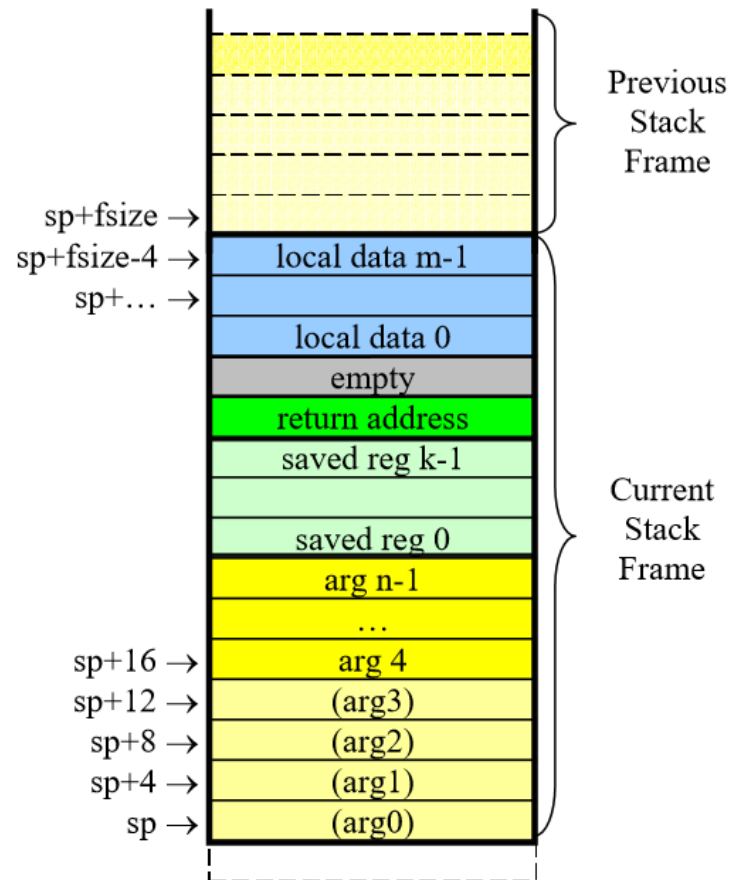 Previous
Stack
Frame
sp+fsize →
sp+fsize-4 →
local data m-1
sp+… →
local data 0
empty
return address
saved reg k-1
saved reg 0
Current
Stack
Frame
arg n-1
…
sp+16 →
arg 4
sp+12 →
(arg3)
sp+8 →
(arg2)
sp+4 →
(arg1)
sp →
(arg0)